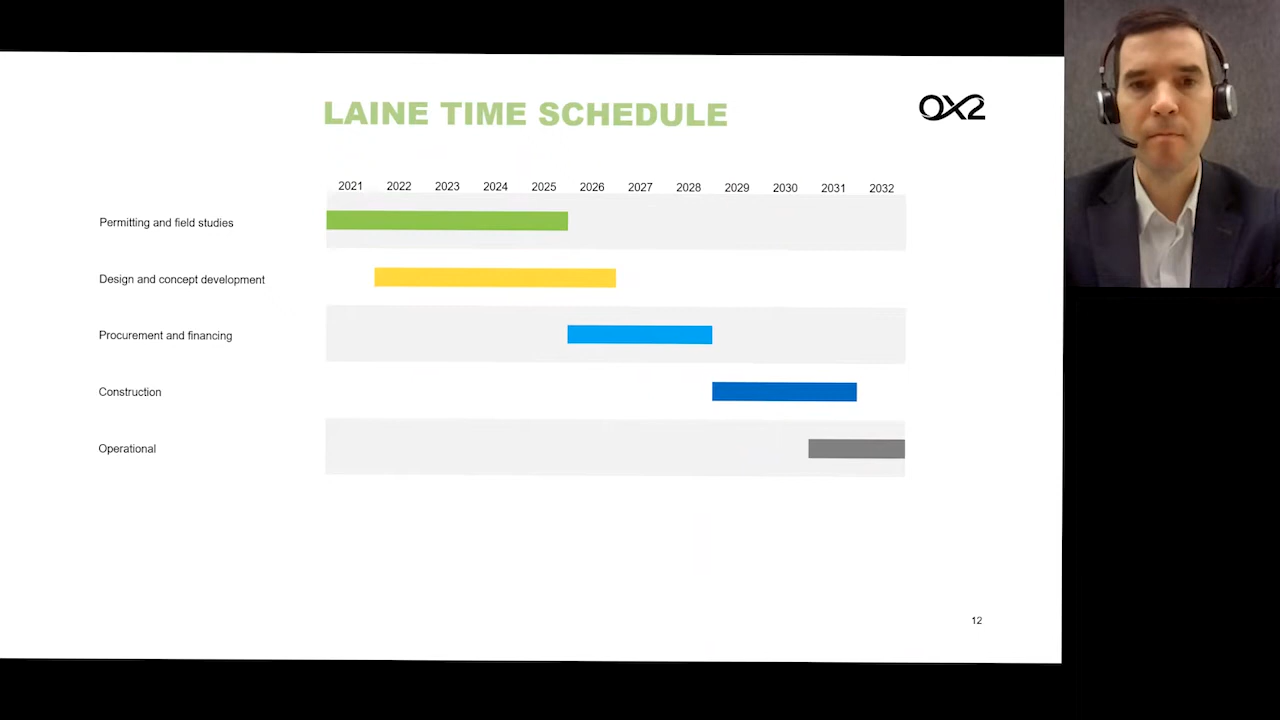 LAINE TIME SCHEDULE
OX2
2021 2022 2023 2024 2025 2026 2027 2028 2029 2030 2031 2032
Permitting and field studies
Design and concept development
Procurement and financing
Construction
Operational
12